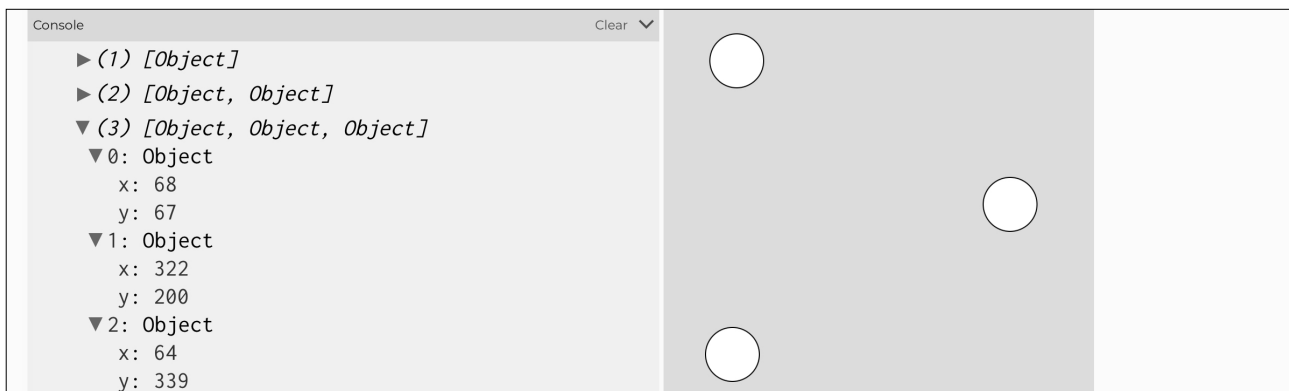 Console Clear
▶(1) [Object]
▶(2) [Object, Object]
▼(3) [Object, Object, Object]
▼0: Object
x: 68
y: 67
▼1: Object
x: 322
y: 200
▼2: Object
x: 64
y: 339